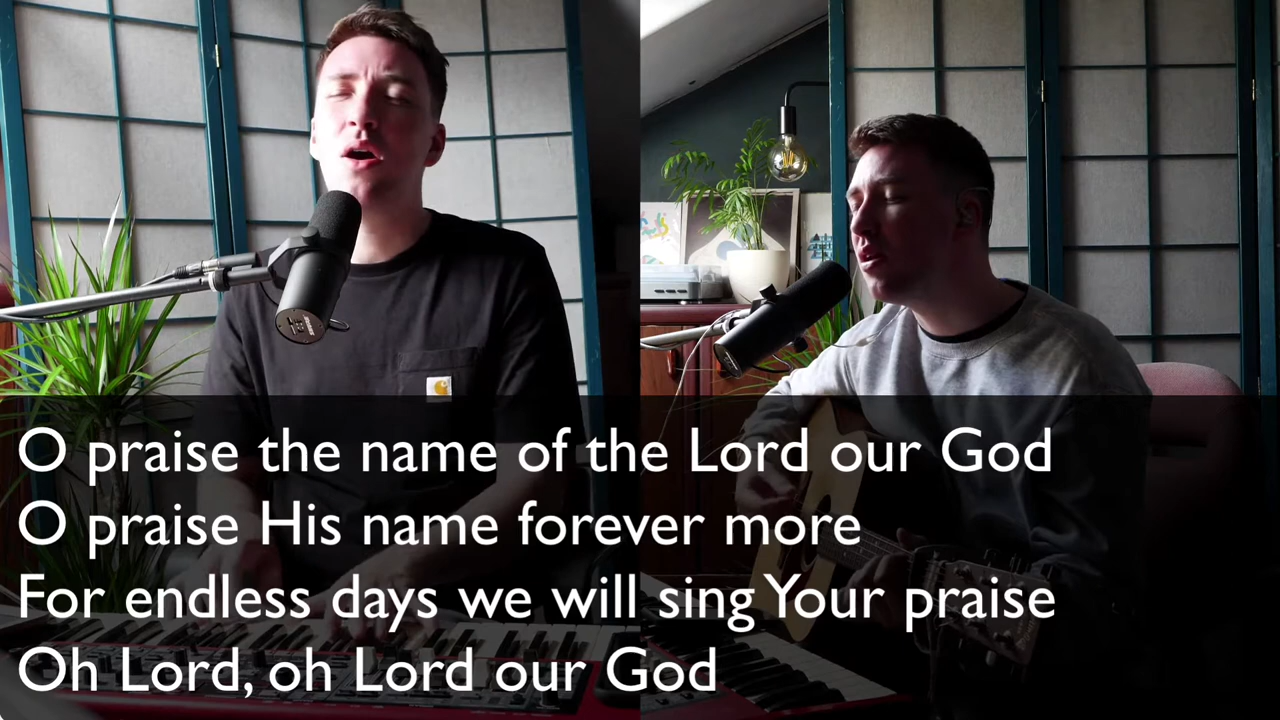 O praise the name of the Lord our God
O praise His name forever more
For endless days we will sing Your praise
Oh Lord, oh Lord our God